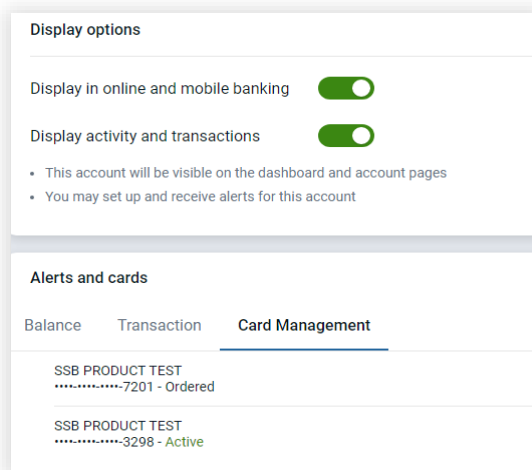 Display options
Display in online and mobile banking
Display activity and transactions
• This account will be visible on the dashboard and account pages
• You may set up and receive alerts for this account
Alerts and cards
Balance Transaction Card Management
SSB PRODUCT TEST
••••-••••-••••-7201 - Ordered
SSB PRODUCT TEST
••••-••••-••••-3298 - Active